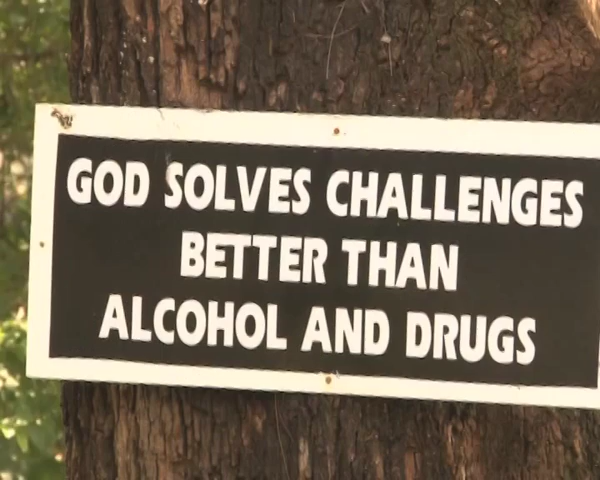 GOD SOLVES CHALLENGES
BETTER THAN
ALCOHOL AND DRUGS